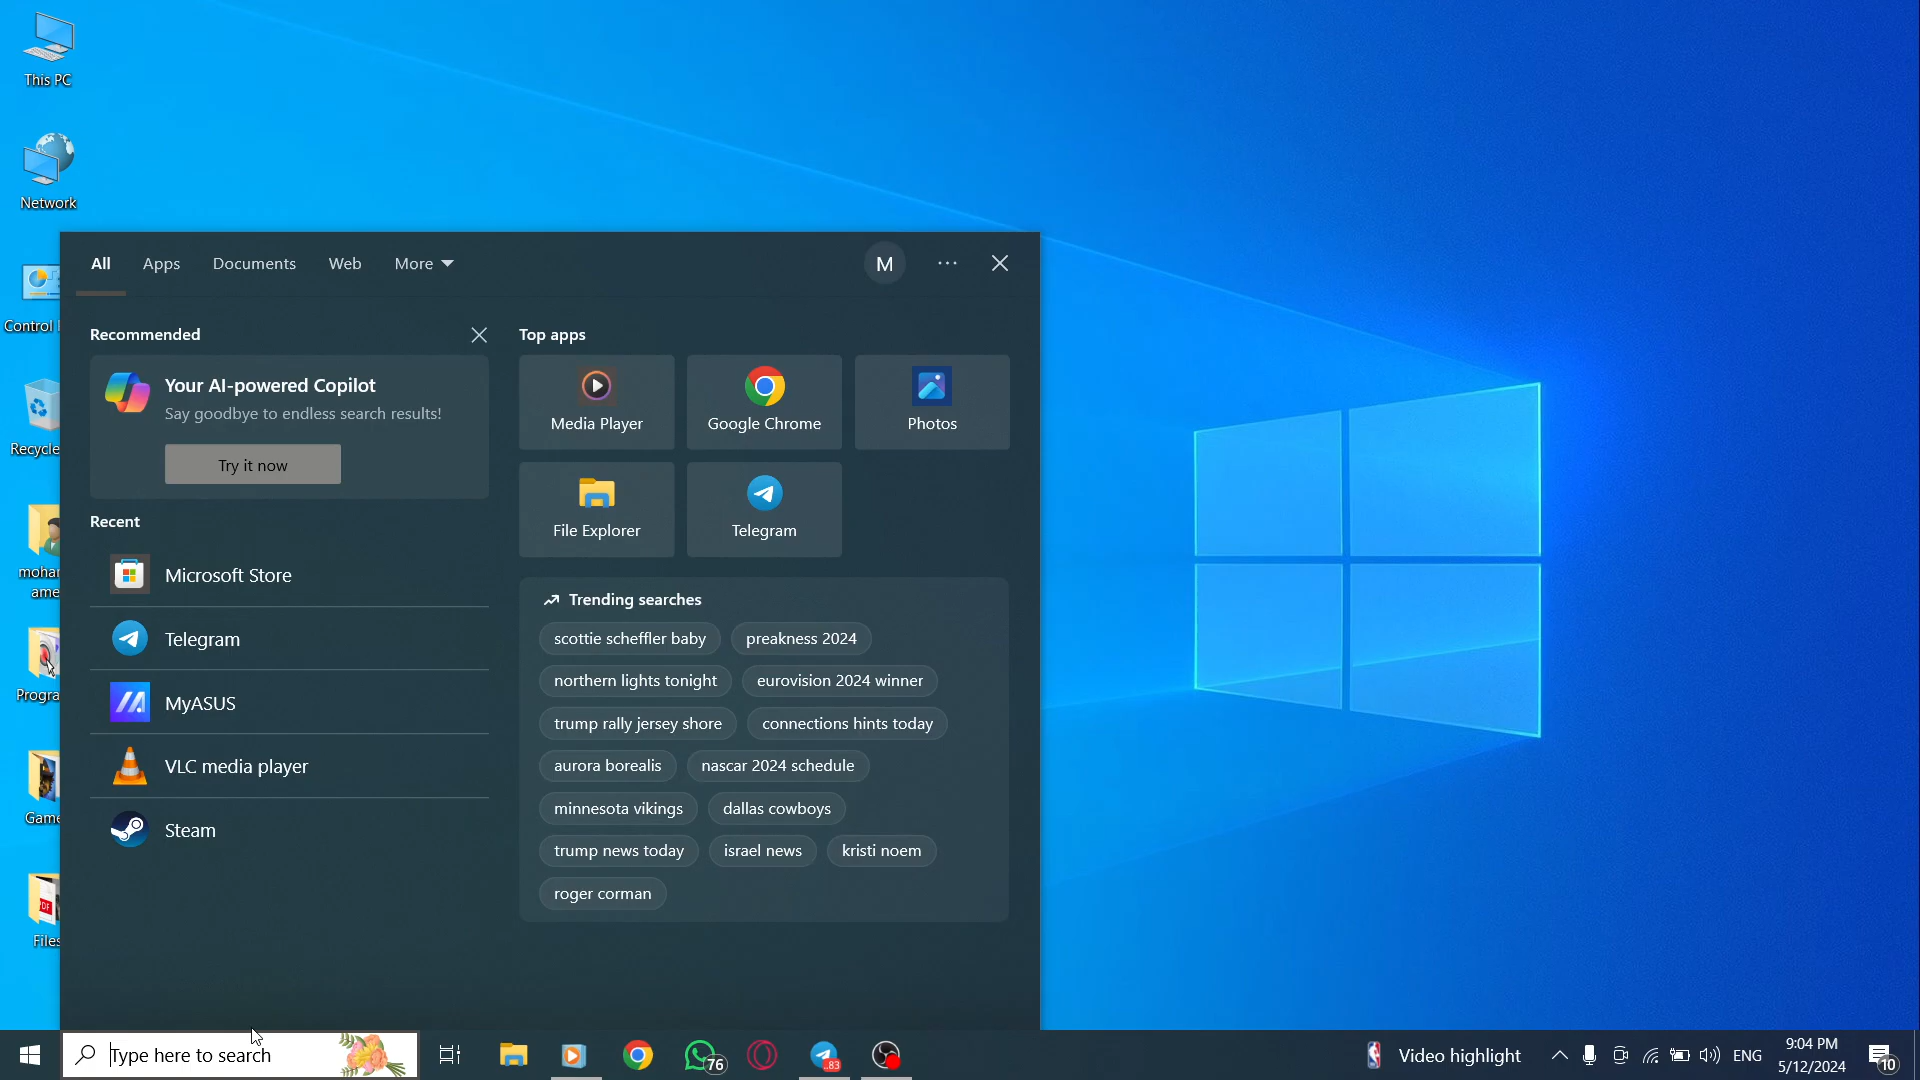 This PC
Network
Control
Recycle
mohar
ame
Progra
Game
Files
All
Apps
Documents
Web
More
M
Recommended
Your AI-powered Copilot
Say goodbye to endless search results!
Try it now
Recent
Microsoft Store
Telegram
MyASUS
VLC media player
Steam
Top apps
Media Player
Google Chrome
Photos
File Explorer
Telegram
Trending searches
scottie scheffler baby
preakness 2024
northern lights tonight
eurovision 2024 winner
trump rally jersey shore
connections hints today
aurora borealis
nascar 2024 schedule
minnesota vikings
dallas cowboys
trump news today
israel news
kristi noem
roger corman
Type here to search
76
83
Video highlight
ENG
9:04 PM
5/12/2024
10